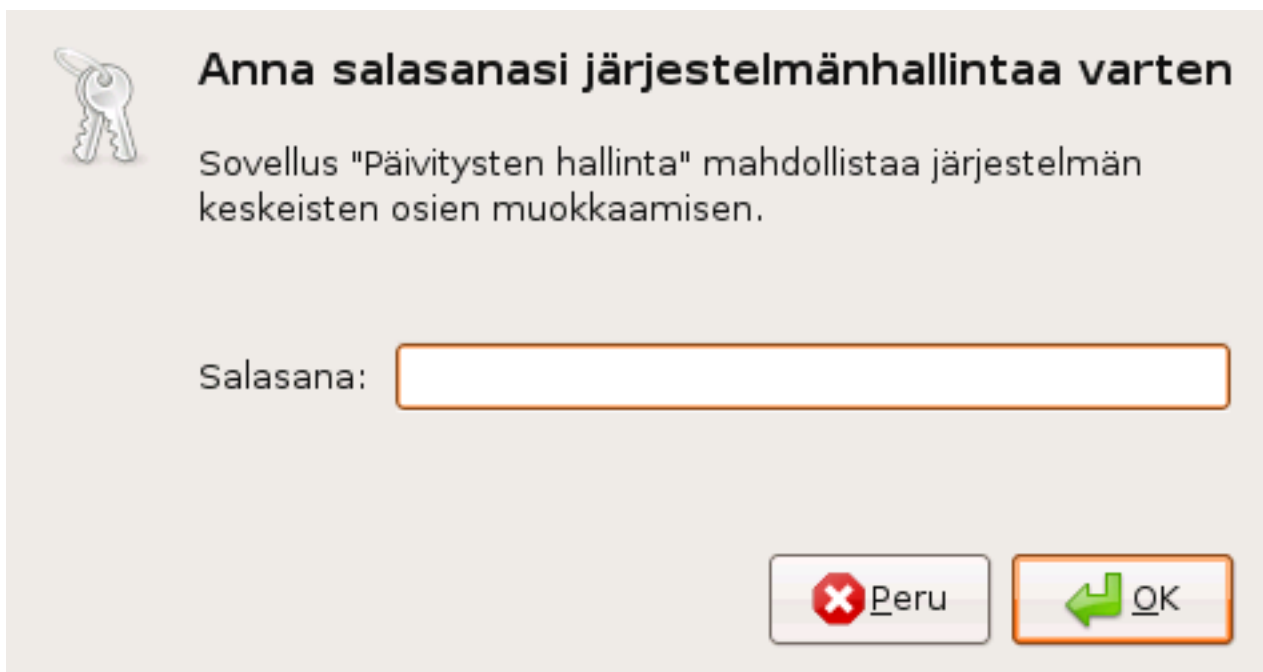 Anna salasanasi järjestelmänhallintaa varten
Sovellus "Päivitysten hallinta" mahdollistaa järjestelmän
keskeisten osien muokkaamisen.
Salasana:
Peru OK